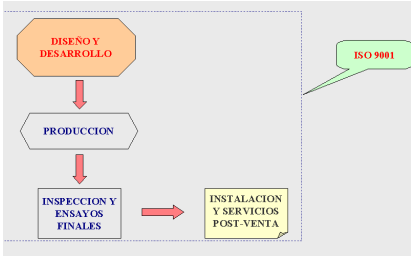 DISEÑO Y
DESARROLLO
ISO 9001
PRODUCCION
INSPECCION Y
ENSAYOS
FINALES
INSTALACION
Y SERVICIOS
POST-VENTA